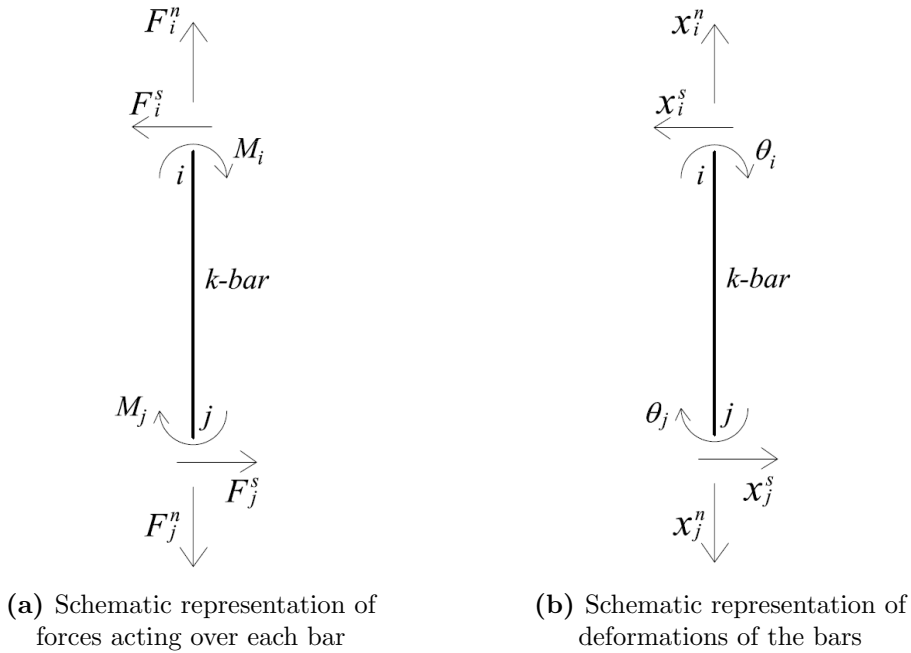 F_i^n
F_i^s
M_i
i
k-bar
M_j
j
F_j^s
F_j^n
(a) Schematic representation of
forces acting over each bar
x_i^n
x_i^s
θ_i
i
k-bar
θ_j
j
x_j^s
x_j^n
(b) Schematic representation of
deformations of the bars